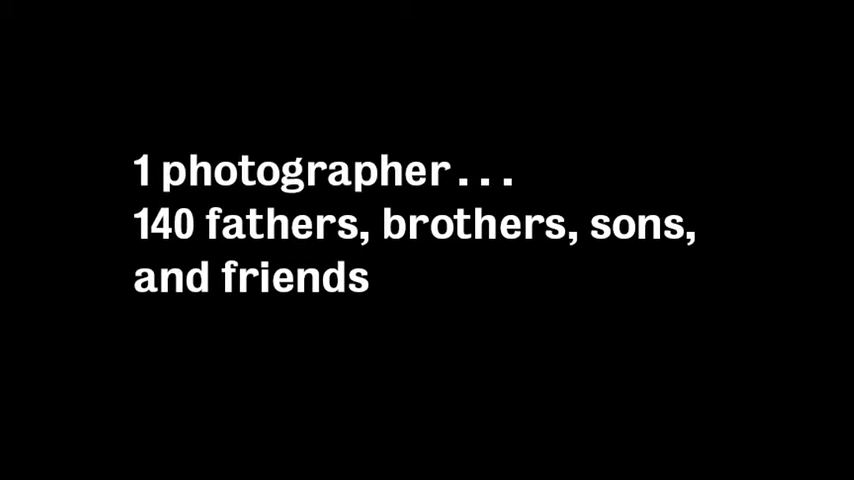 1 photographer...
140 fathers, brothers, sons,
and friends